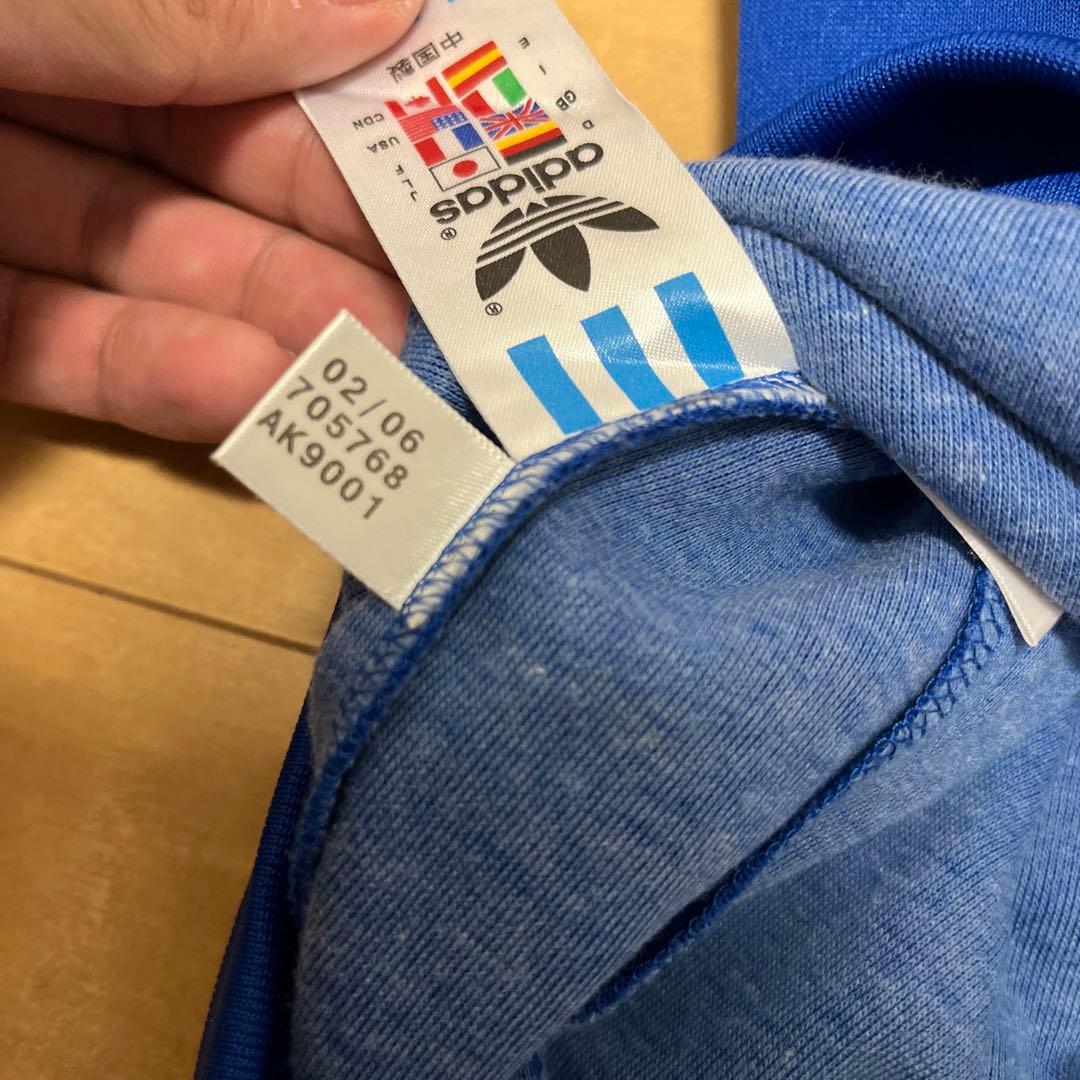 中国製
E I GB D
CDN USA F J
adidas®
®
02/06
705768
AK9001